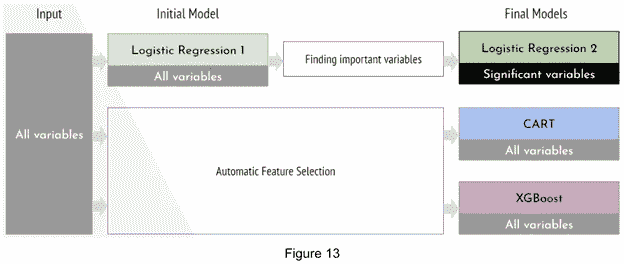 Input
Initial Model
Final Models
Logistic Regression 1
All variables
Finding important variables
Logistic Regression 2
Significant variables
All variables
Automatic Feature Selection
CART
All variables
XGBoost
All variables
Figure 13